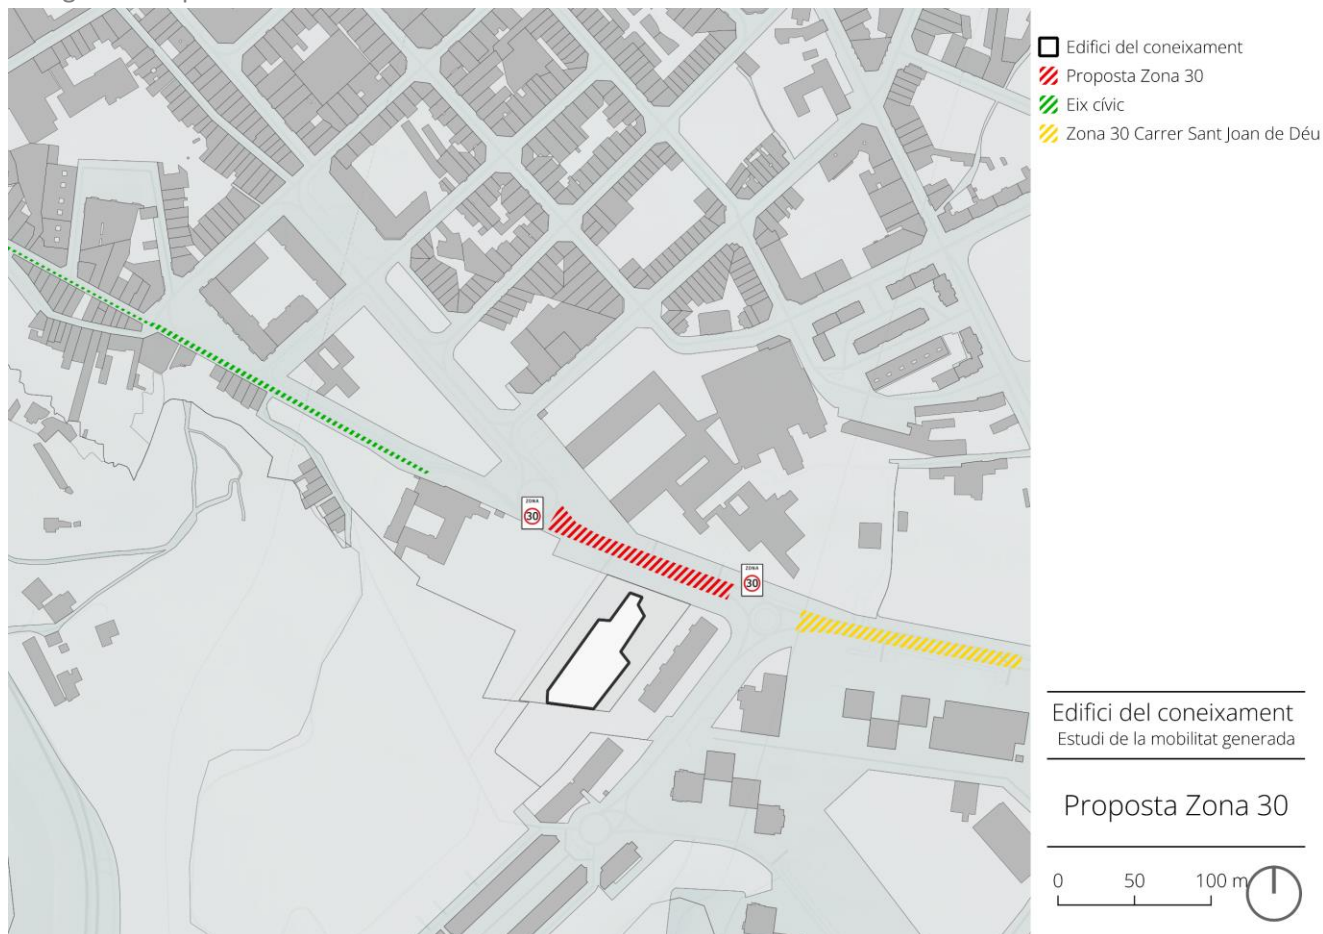 Edifici del coneixament
Proposta Zona 30
Eix cívic
Zona 30 Carrer Sant Joan de Déu
ZONA
30
ZONA
30
Edifici del coneixament
Estudi de la mobilitat generada
Proposta Zona 30
0 50 100 m